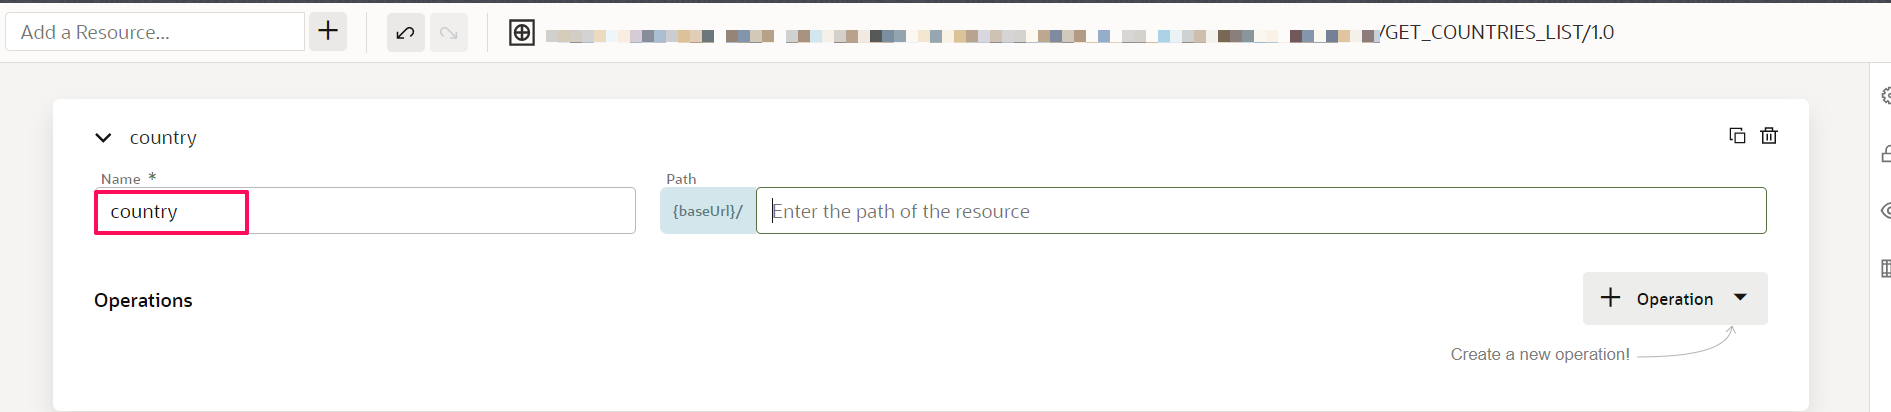 Add a Resource...
/GET_COUNTRIES_LIST/1.0
country
Name *
Path
country
{baseUrl}/
Enter the path of the resource
Operations
Operation
Create a new operation!